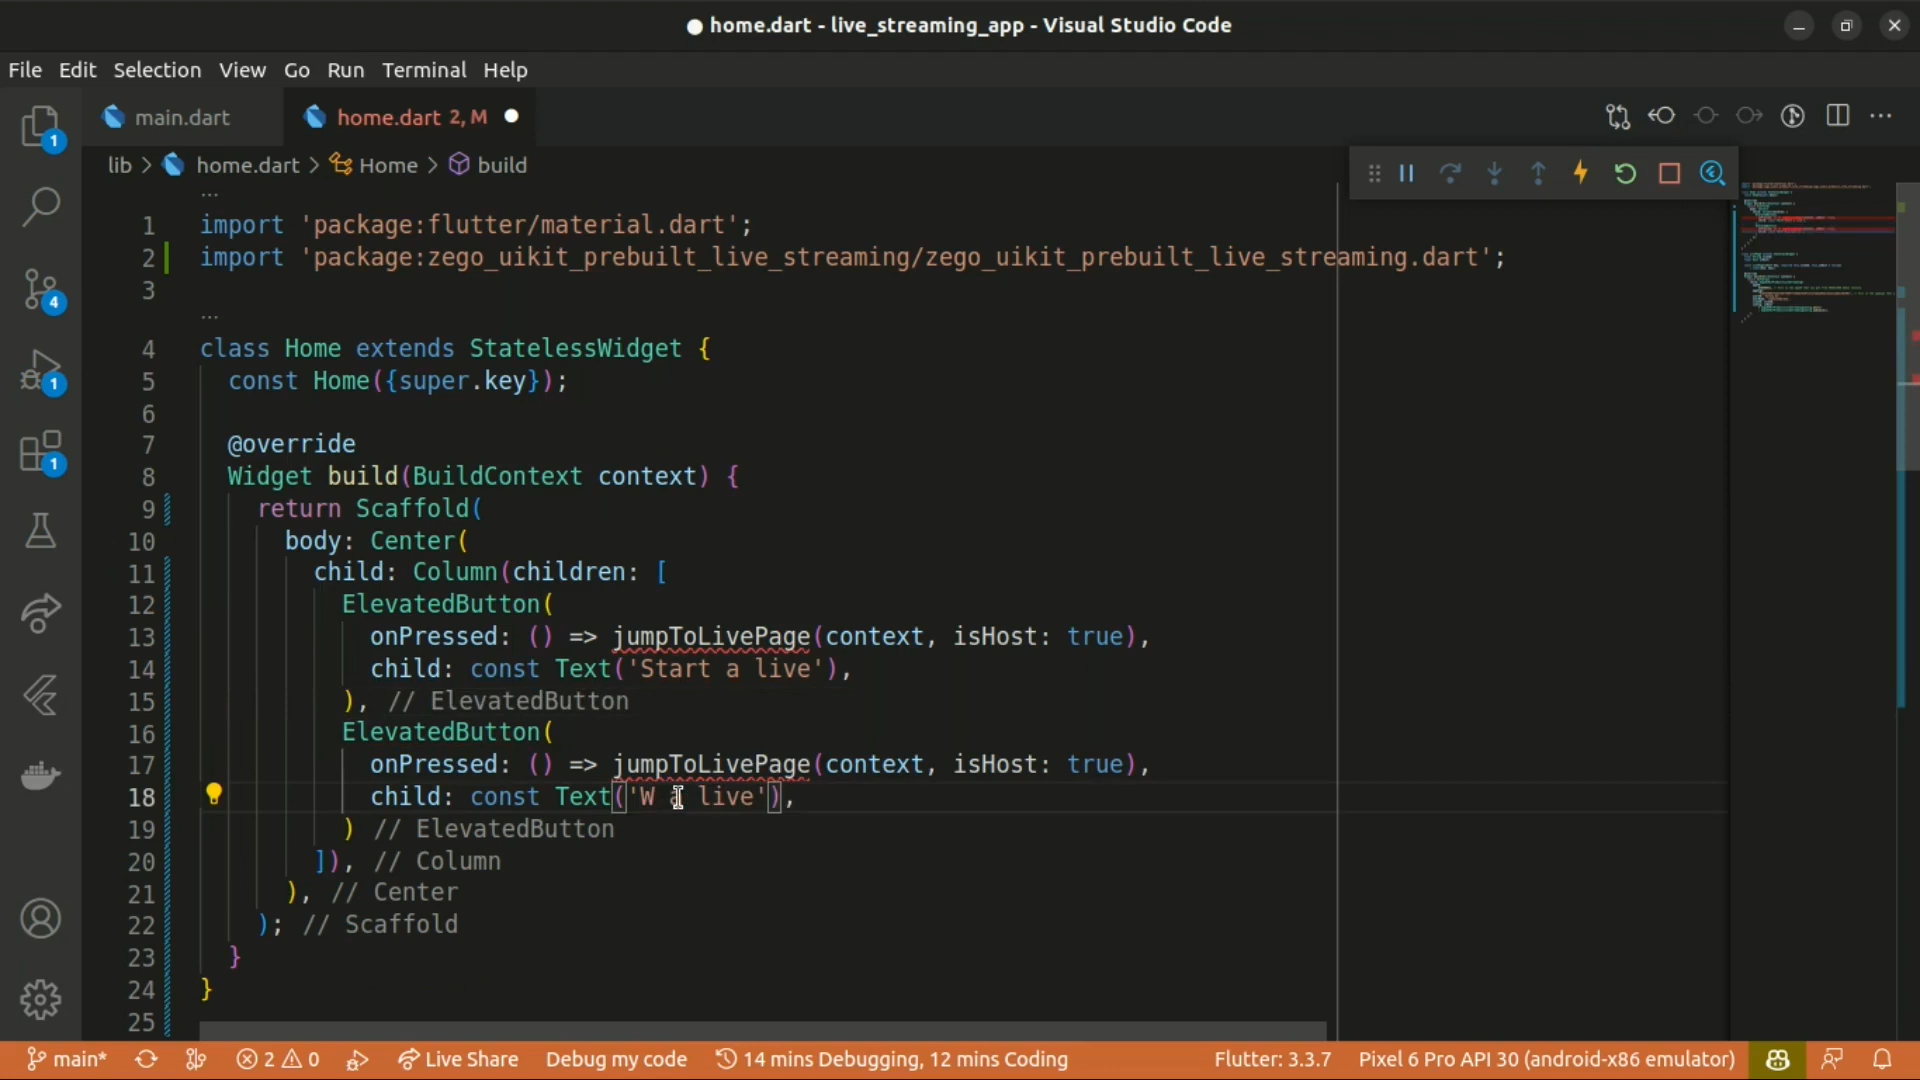 home.dart - live_streaming_app - Visual Studio Code
File Edit Selection View Go Run Terminal Help
main.dart home.dart 2, M
lib > home.dart > Home > build
...
1 import 'package:flutter/material.dart';
2 import 'package:zego_uikit_prebuilt_live_streaming/zego_uikit_prebuilt_live_streaming.dart';
3
...
4 class Home extends StatelessWidget {
5 const Home({super.key});
6
7 @override
8 Widget build(BuildContext context) {
9 return Scaffold(
10 body: Center(
11 child: Column(children: [
12 ElevatedButton(
13 onPressed: () => jumpToLivePage(context, isHost: true),
14 child: const Text('Start a live'),
15 ), // ElevatedButton
16 ElevatedButton(
17 onPressed: () => jumpToLivePage(context, isHost: true),
18 child: const Text('W a live'),
19 ) // ElevatedButton
20 ]), // Column
21 ), // Center
22 ); // Scaffold
23 }
24 }
25
1
4
1
1
main* 2 0 Live Share Debug my code 14 mins Debugging, 12 mins Coding Flutter: 3.3.7 Pixel 6 Pro API 30 (android-x86 emulator)